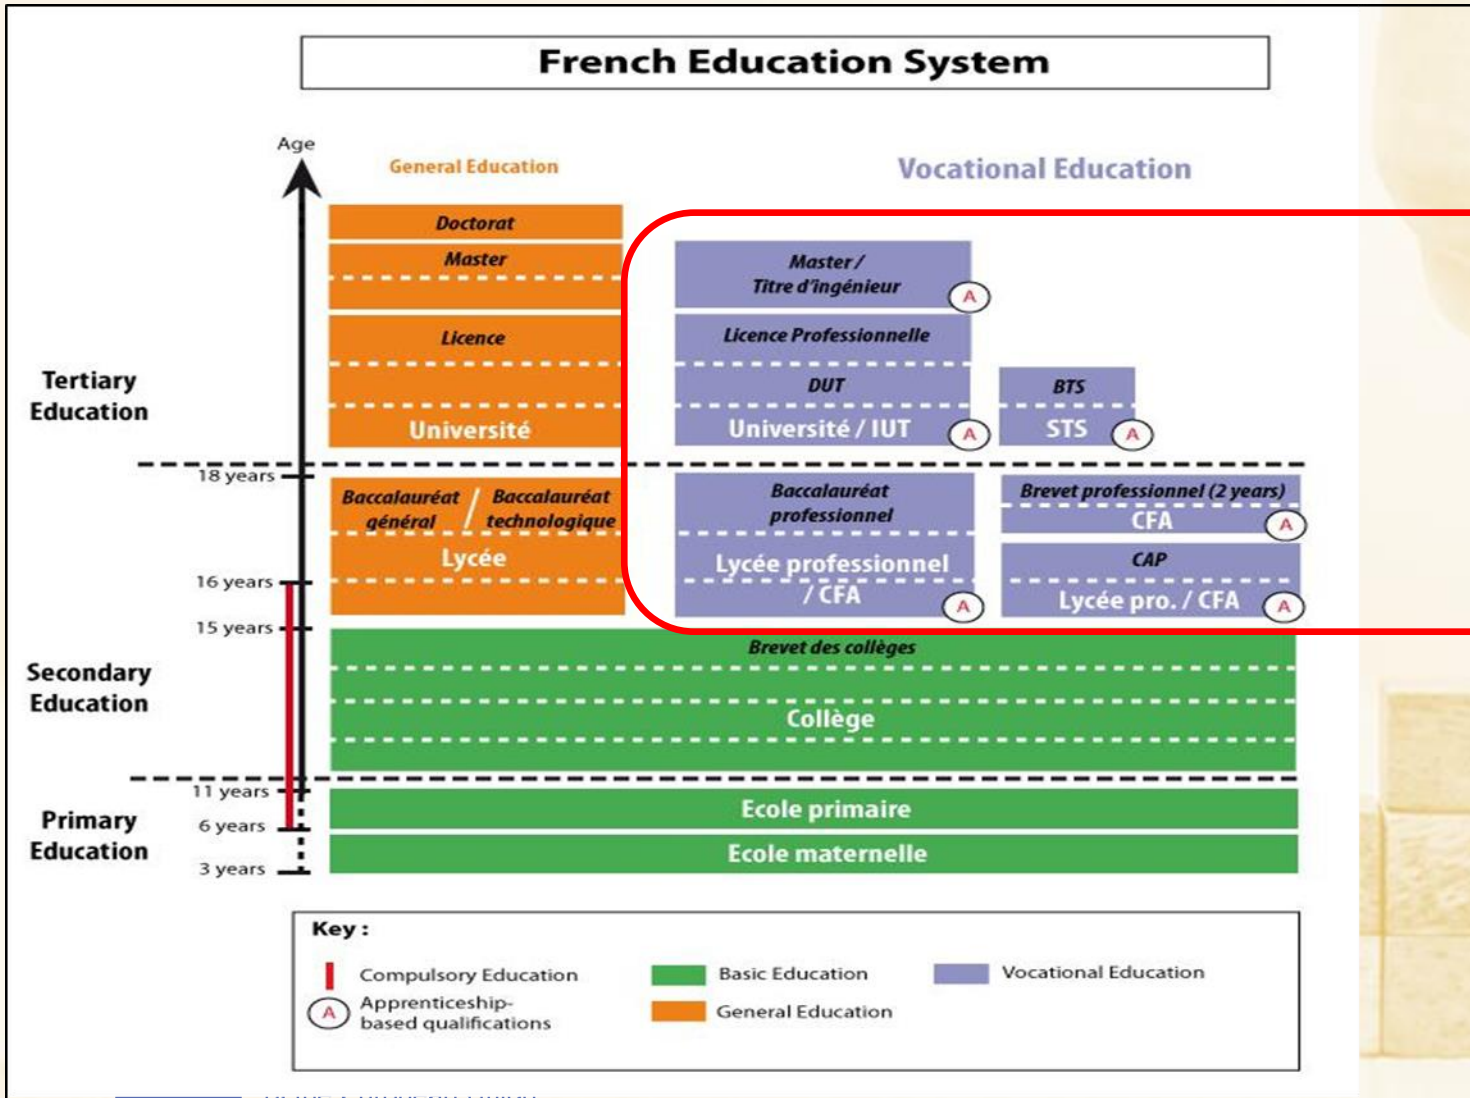 French Education System
Age
General Education
Vocational Education
Doctorat
Master
Licence
Université
Master /
Titre d'ingénieur
A
Licence Professionnelle
DUT
Université / IUT
A
BTS
STS
A
Tertiary
Education
18 years
Baccalauréat
général
/
Baccalauréat
technologique
Lycée
Baccalauréat
professionnel
Lycée professionnel
/ CFA
A
Brevet professionnel (2 years)
CFA
A
CAP
Lycée pro. / CFA
A
16 years
15 years
Secondary
Education
Brevet des collèges
Collège
11 years
Primary
Education
6 years
3 years
Ecole primaire
Ecole maternelle
Key :
Compulsory Education
A
Apprenticeship-
based qualifications
Basic Education
General Education
Vocational Education